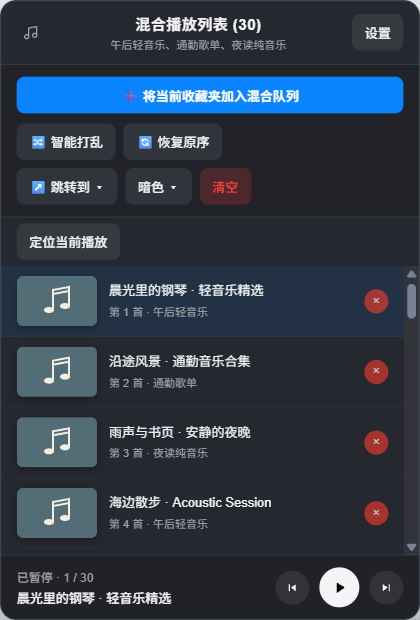 混合播放列表 (30)
午后轻音乐、通勤歌单、夜读纯音乐
设置
将当前收藏夹加入混合队列
智能打乱
恢复原序
跳转到
暗色
清空
定位当前播放
晨光里的钢琴 · 轻音乐精选
第 1 首 · 午后轻音乐
沿途风景 · 通勤音乐合集
第 2 首 · 通勤歌单
雨声与书页 · 安静的夜晚
第 3 首 · 夜读纯音乐
海边散步 · Acoustic Session
第 4 首 · 午后轻音乐
已暂停 · 1 / 30
晨光里的钢琴 · 轻音乐精选